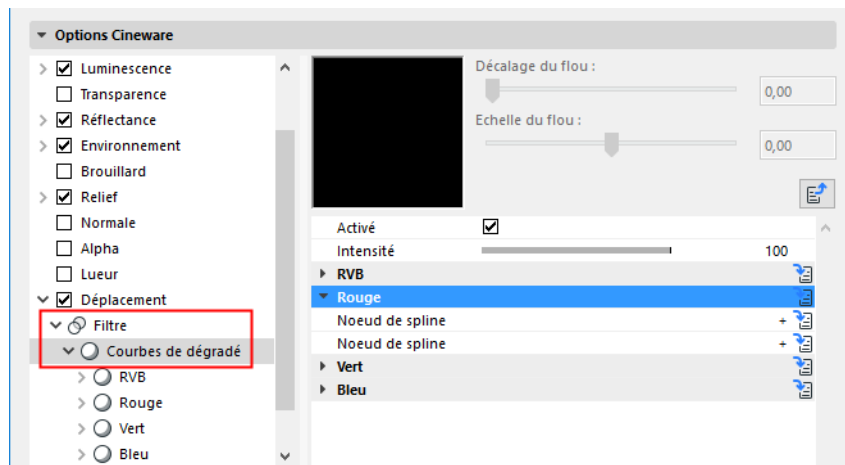 Options Cineware
Luminescence
Transparence
Réflectance
Environnement
Brouillard
Relief
Normale
Alpha
Lueur
Déplacement
Filtre
Courbes de dégradé
RVB
Rouge
Vert
Bleu
Décalage du flou :
0,00
Echelle du flou :
0,00
Activé
Intensité 100
RVB
Rouge
Noeud de spline +
Noeud de spline +
Vert
Bleu